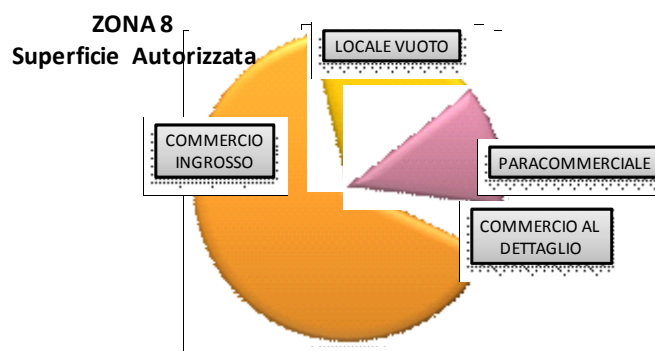 ZONA 8
Superficie Autorizzata
LOCALE VUOTO
COMMERCIO
INGROSSO
PARACOMMERCIALE
COMMERCIO AL
DETTAGLIO